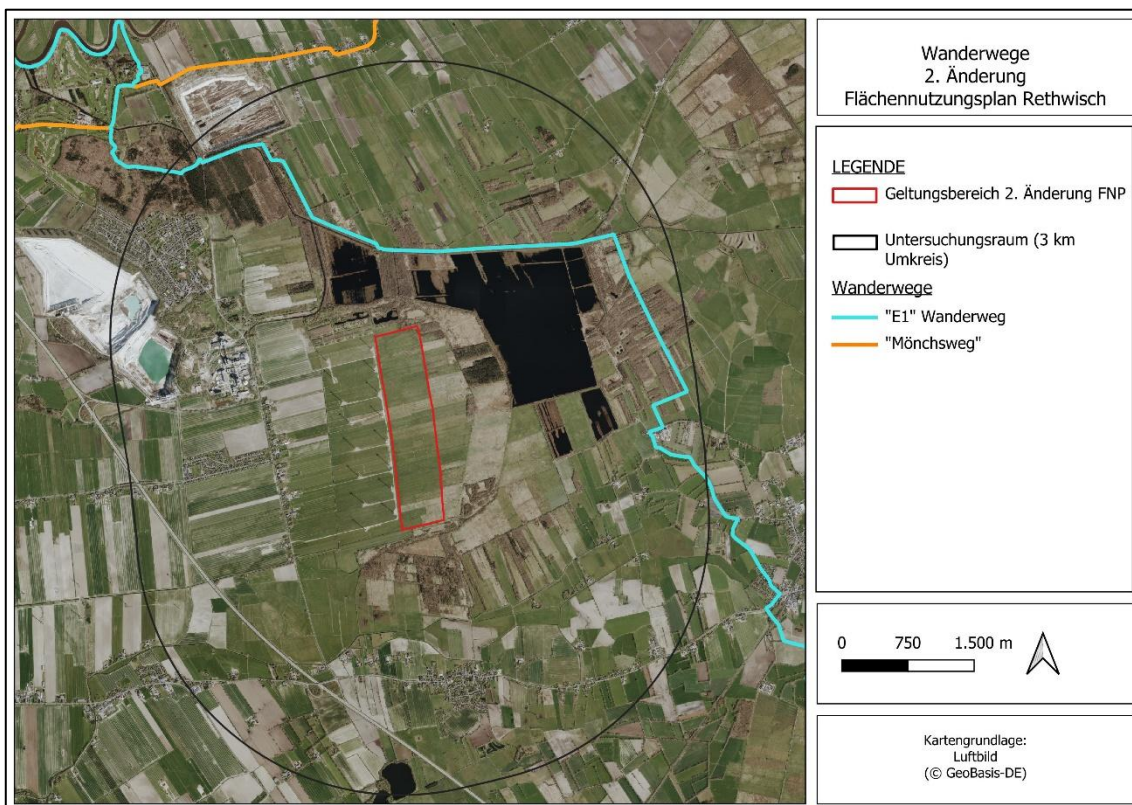 Wanderwege
2. Änderung
Flächennutzungsplan Rethwisch
LEGENDE
Geltungsbereich 2. Änderung FNP
Untersuchungsraum (3 km
Umkreis)
Wanderwege
"E1" Wanderweg
"Mönchsweg"
0 750 1.500 m
Kartengrundlage:
Luftbild
(© GeoBasis-DE)